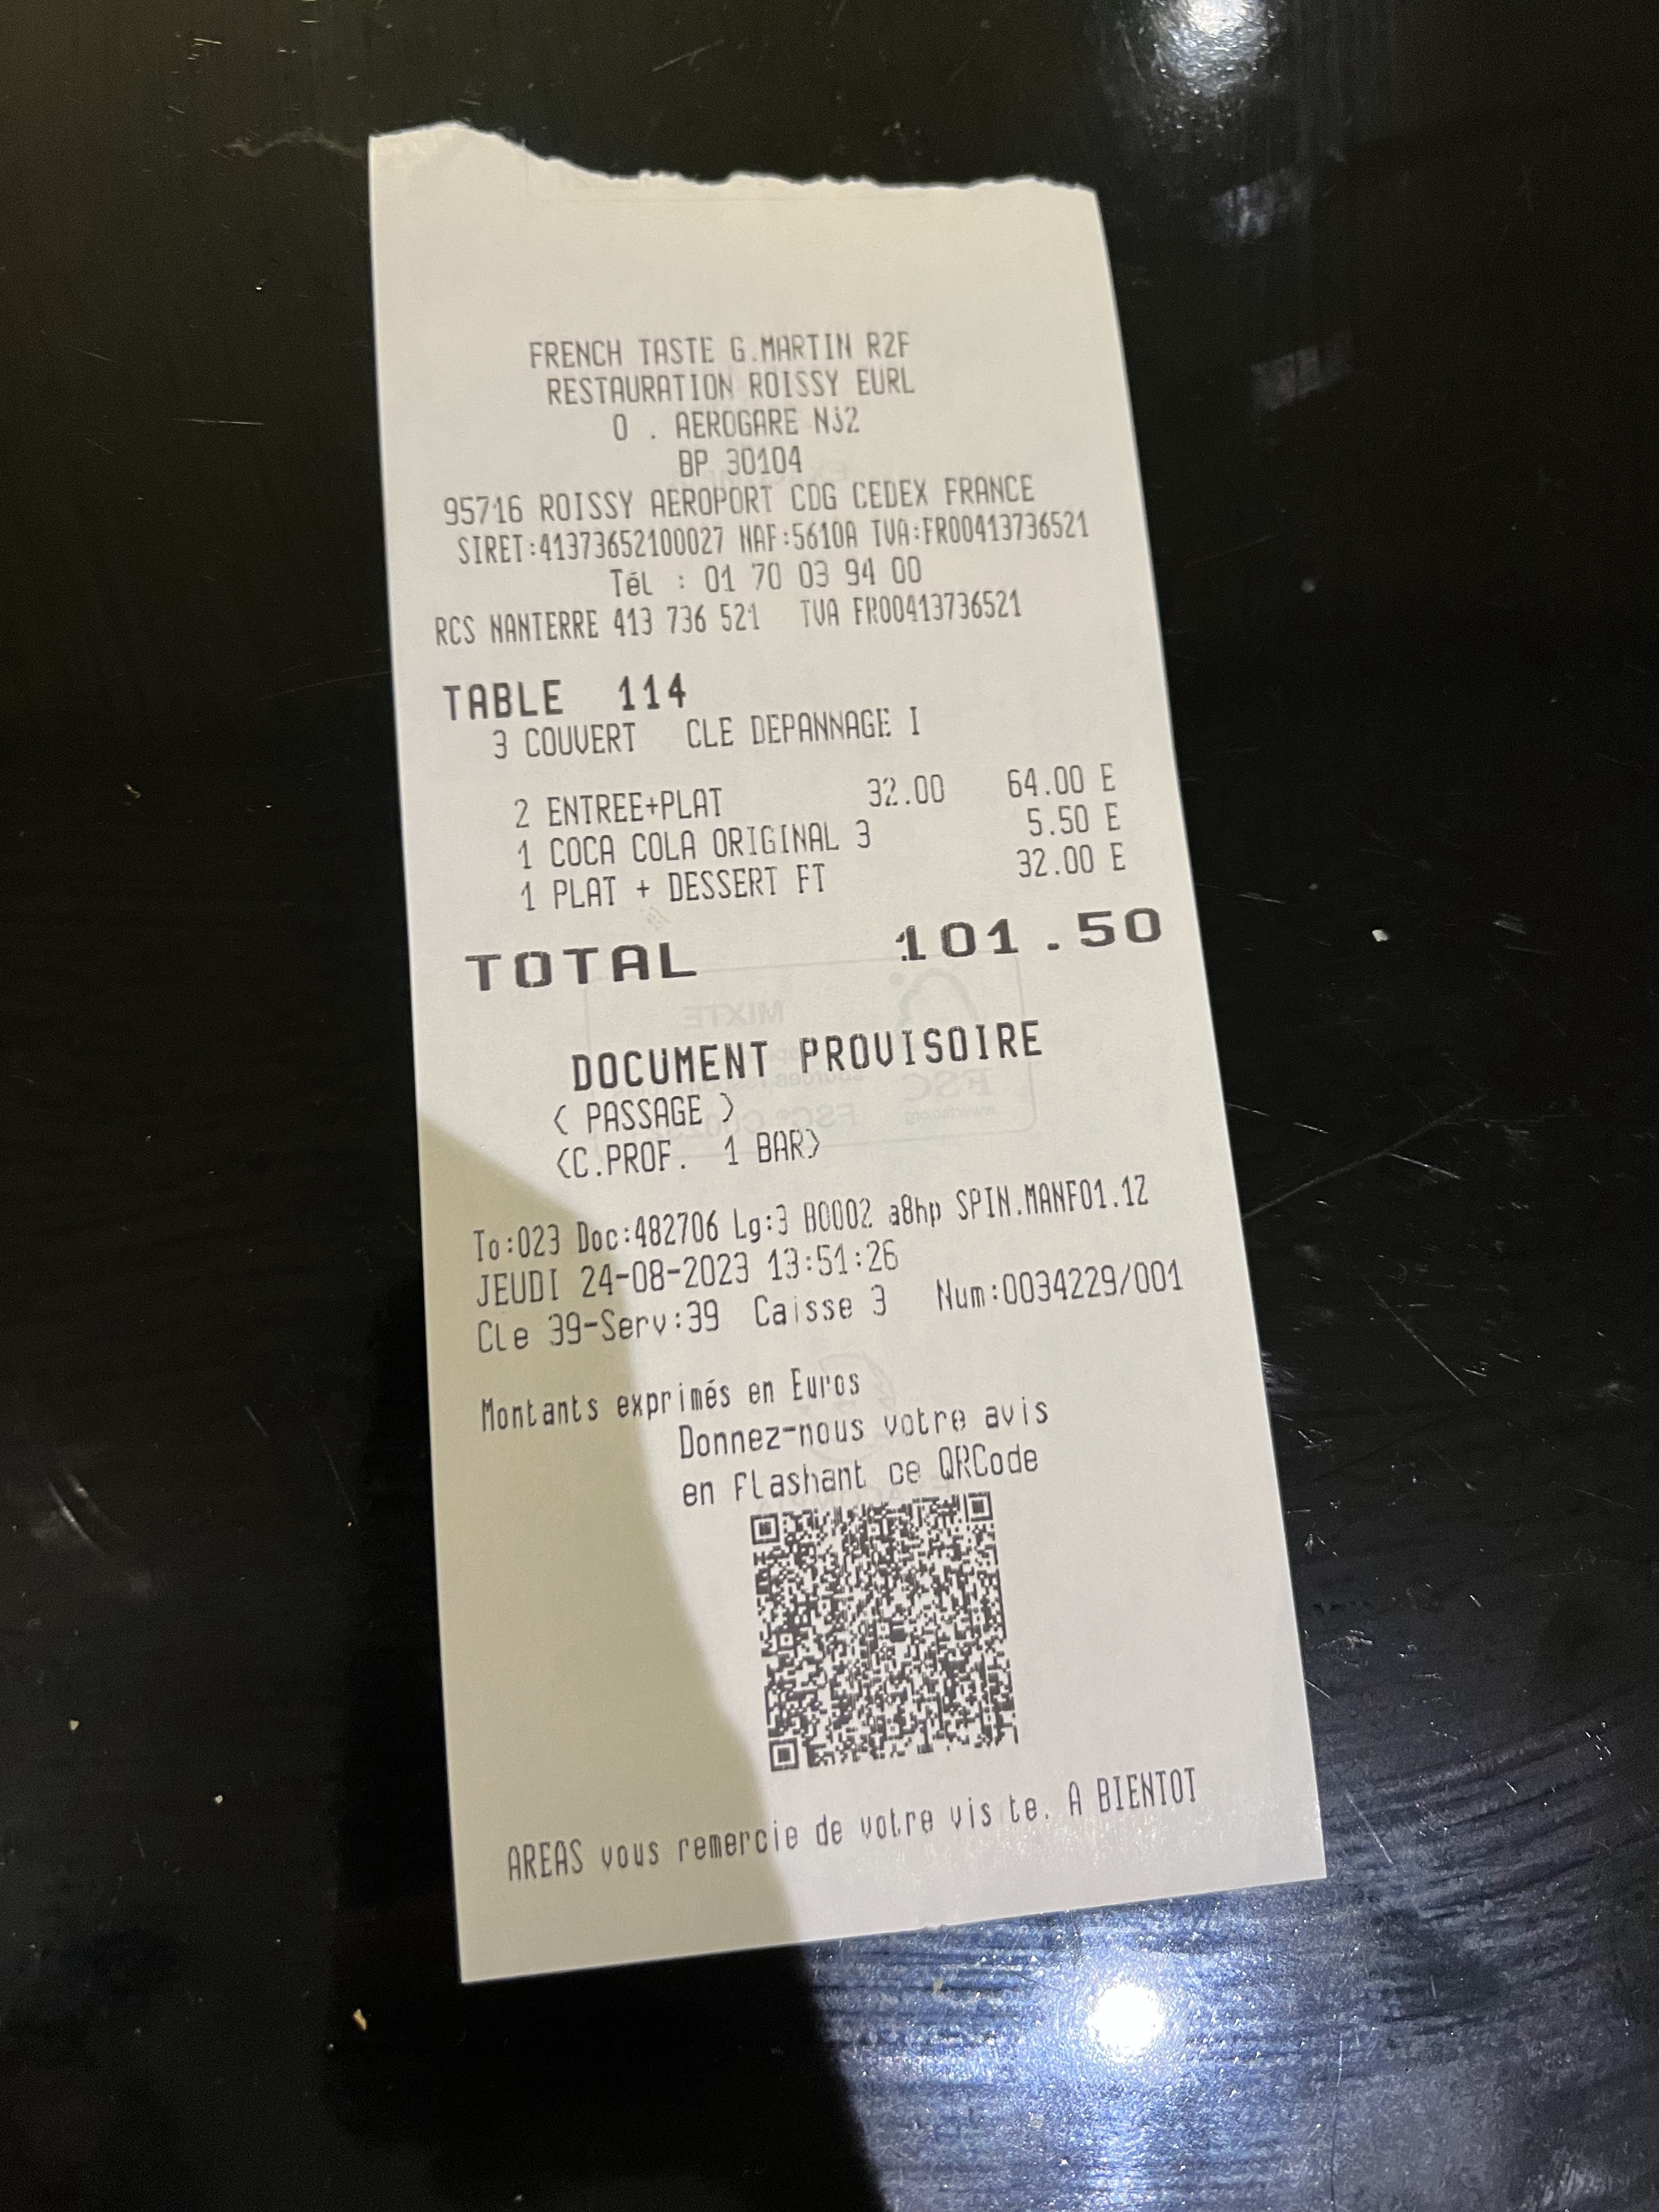 FRENCH TASTE G.MARTIN R2F
RESTAURATION ROISSY EURL
0 . AEROGARE Nj2
BP 30104
95716 ROISSY AEROPORT CDG CEDEX FRANCE
SIRET:41373652100027 NAF:5610A TVA:FR00413736521
Tél : 01 70 03 94 00
RCS NANTERRE 413 736 521 TVA FR00413736521
TABLE 114
3 COUVERT CLE DEPANNAGE I
2 ENTREE+PLAT 32.00 64.00 E
1 COCA COLA ORIGINAL 3 5.50 E
1 PLAT + DESSERT FT 32.00 E
TOTAL 101.50
DOCUMENT PROVISOIRE
( PASSAGE )
(C.PROF. 1 BAR)
To:023 Doc:482706 Lg:3 B0002 a8hp SPIN.MANF01.1Z
JEUDI 24-08-2023 13:51:26
Cle 39-Serv:39 Caisse 3 Num:0034229/001
Montants exprimés en Euros
Donnez-nous votre avis
en flashant ce QRCode
AREAS vous remercie de votre vis te. A BIENTOT